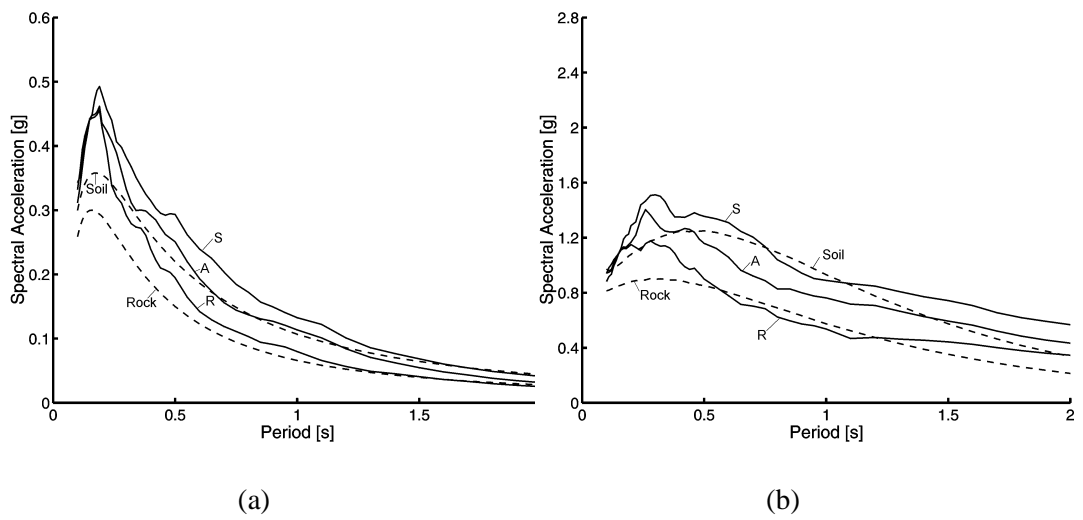 0.6
0.5
0.4
0.3
0.2
0.1
0
Spectral Acceleration [g]
Soil
Rock
S
A
R
0
0.5
1
1.5
Period [s]
(a)
2.8
2.4
2
1.6
1.2
0.8
0.4
0
Spectral Acceleration [g]
S
Soil
A
Rock
R
0
0.5
1
1.5
2
Period [s]
(b)